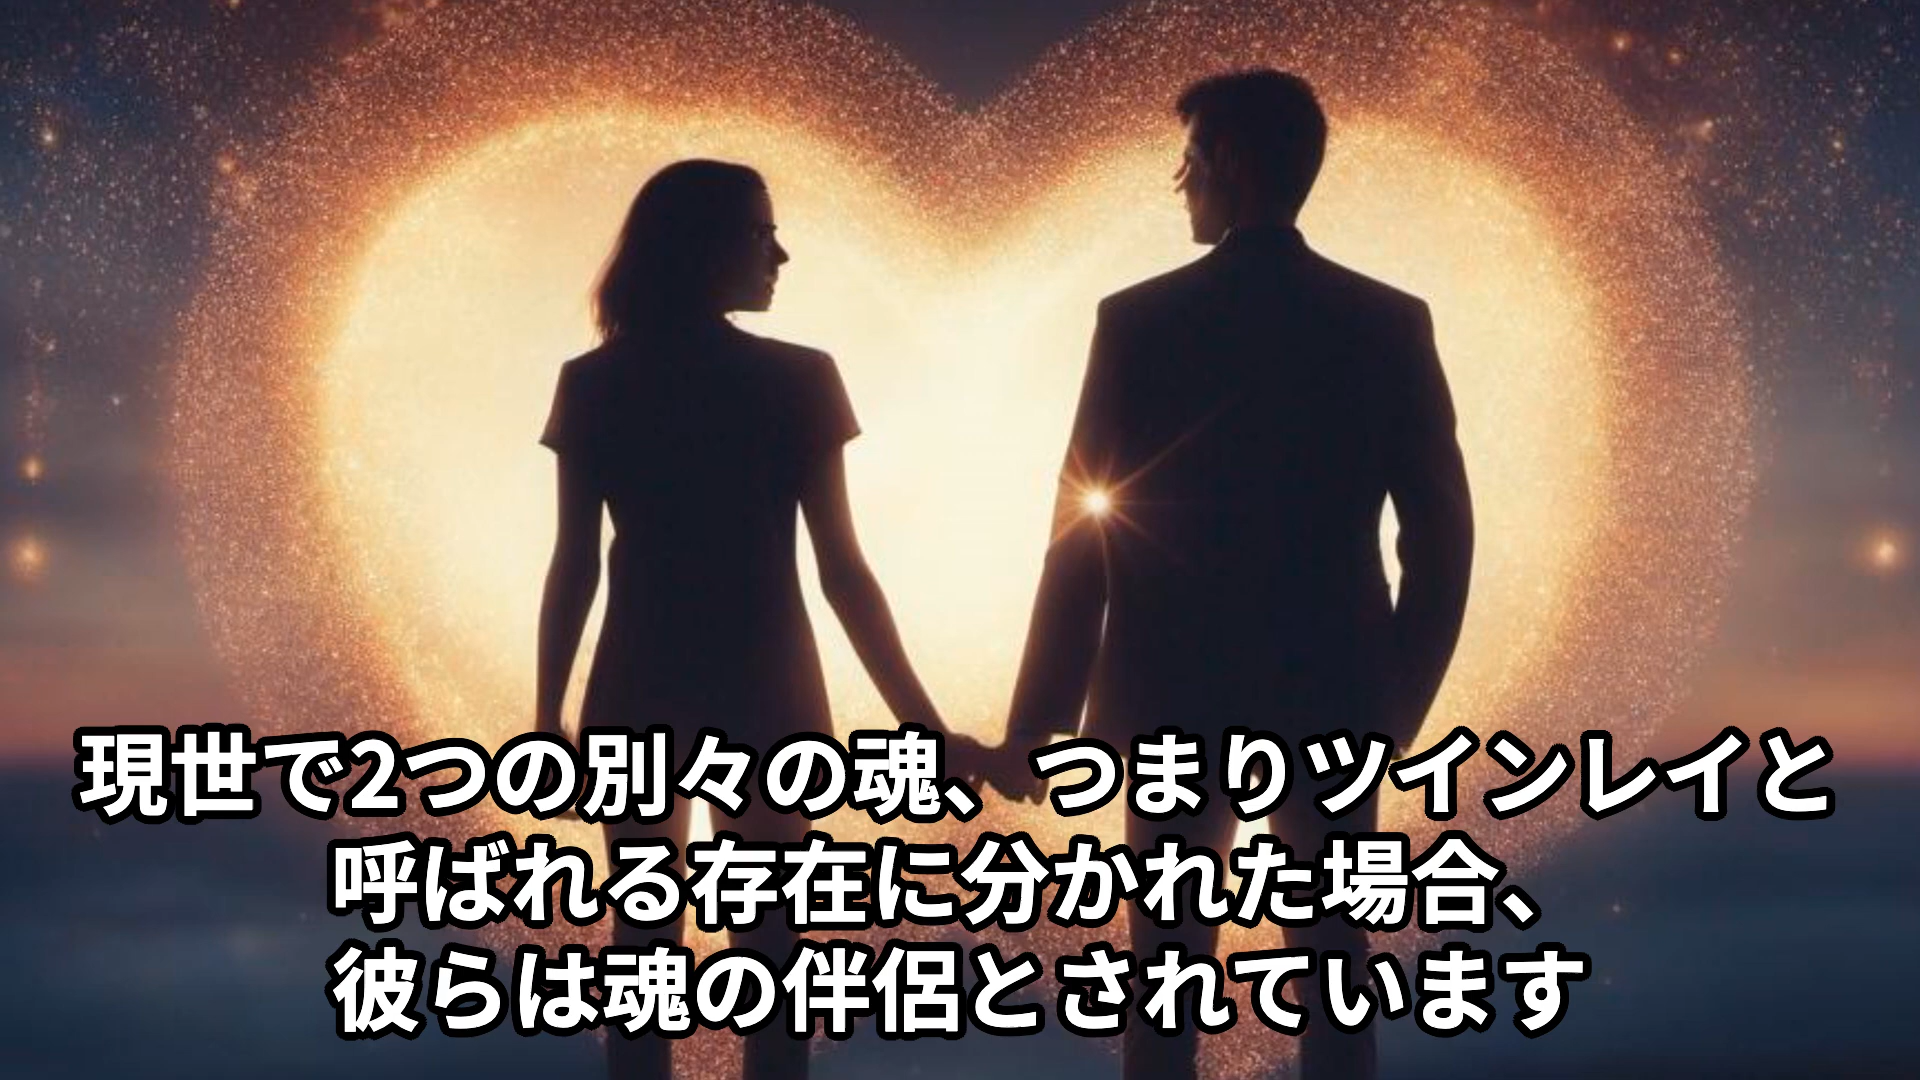 現世で2つの別々の魂、つまりツインレイと
呼ばれる存在に分かれた場合、
彼らは魂の伴侶とされています